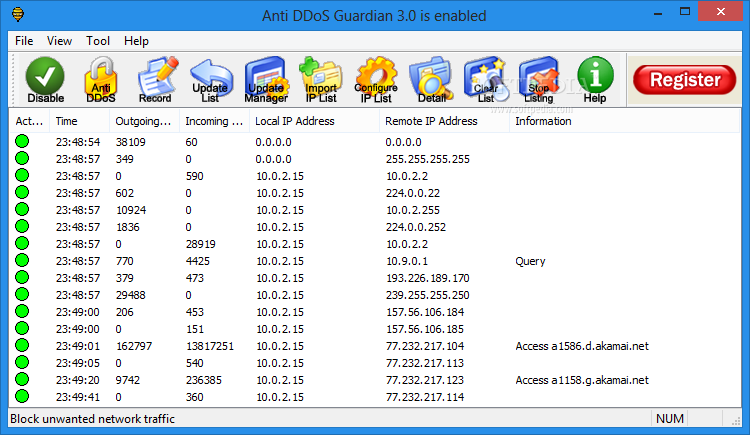 Anti DDoS Guardian 3.0 is enabled
File View Tool Help
Disable Anti DDoS Record Update List Update Manager Import IP List Configure IP List Detail Clear List Stop Listing Help Register
SOFTPEDIA
www.softpedia.com
Act... Time Outgoing... Incoming ... Local IP Address Remote IP Address Information
23:48:54 38109 60 0.0.0.0 0.0.0.0
23:48:57 349 0 0.0.0.0 255.255.255.255
23:48:57 0 590 10.0.2.15 10.0.2.2
23:48:57 602 0 10.0.2.15 224.0.0.22
23:48:57 10924 0 10.0.2.15 10.0.2.255
23:48:57 1836 0 10.0.2.15 224.0.0.252
23:48:57 0 28919 10.0.2.15 10.0.2.2
23:48:57 770 4425 10.0.2.15 10.9.0.1 Query
23:48:57 379 473 10.0.2.15 193.226.189.170
23:48:57 29488 0 10.0.2.15 239.255.255.250
23:49:00 206 453 10.0.2.15 157.56.106.184
23:49:00 0 151 10.0.2.15 157.56.106.185
23:49:01 162797 13817251 10.0.2.15 77.232.217.104 Access a1586.d.akamai.net
23:49:05 0 540 10.0.2.15 77.232.217.113
23:49:20 9742 236385 10.0.2.15 77.232.217.123 Access a1158.g.akamai.net
23:49:41 0 360 10.0.2.15 77.232.217.114
Block unwanted network traffic NUM